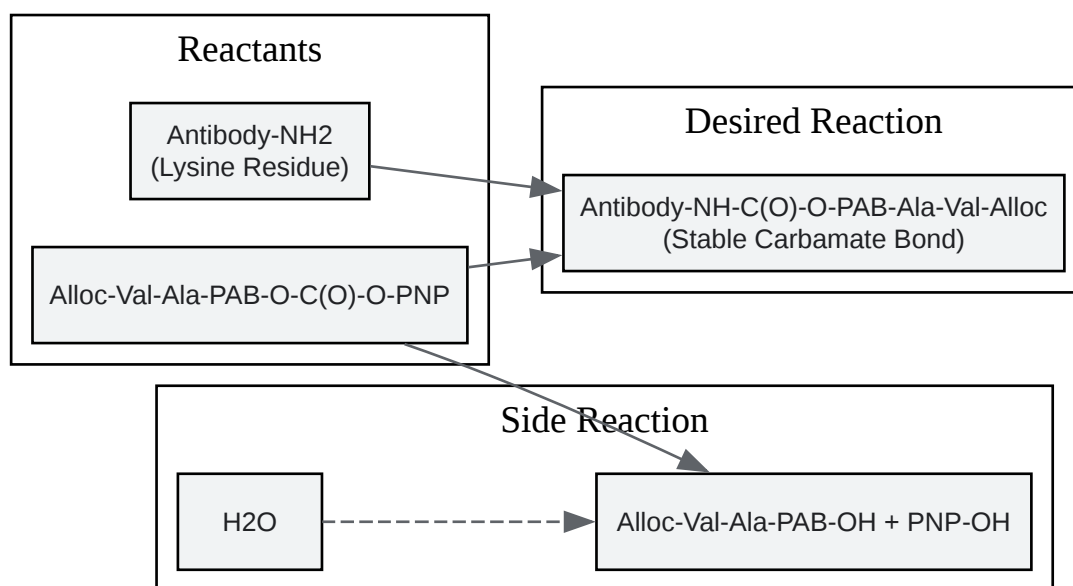 Reactants
Antibody-NH2
(Lysine Residue)
Alloc-Val-Ala-PAB-O-C(O)-O-PNP
Desired Reaction
Antibody-NH-C(O)-O-PAB-Ala-Val-Alloc
(Stable Carbamate Bond)
Side Reaction
H2O
Alloc-Val-Ala-PAB-OH + PNP-OH